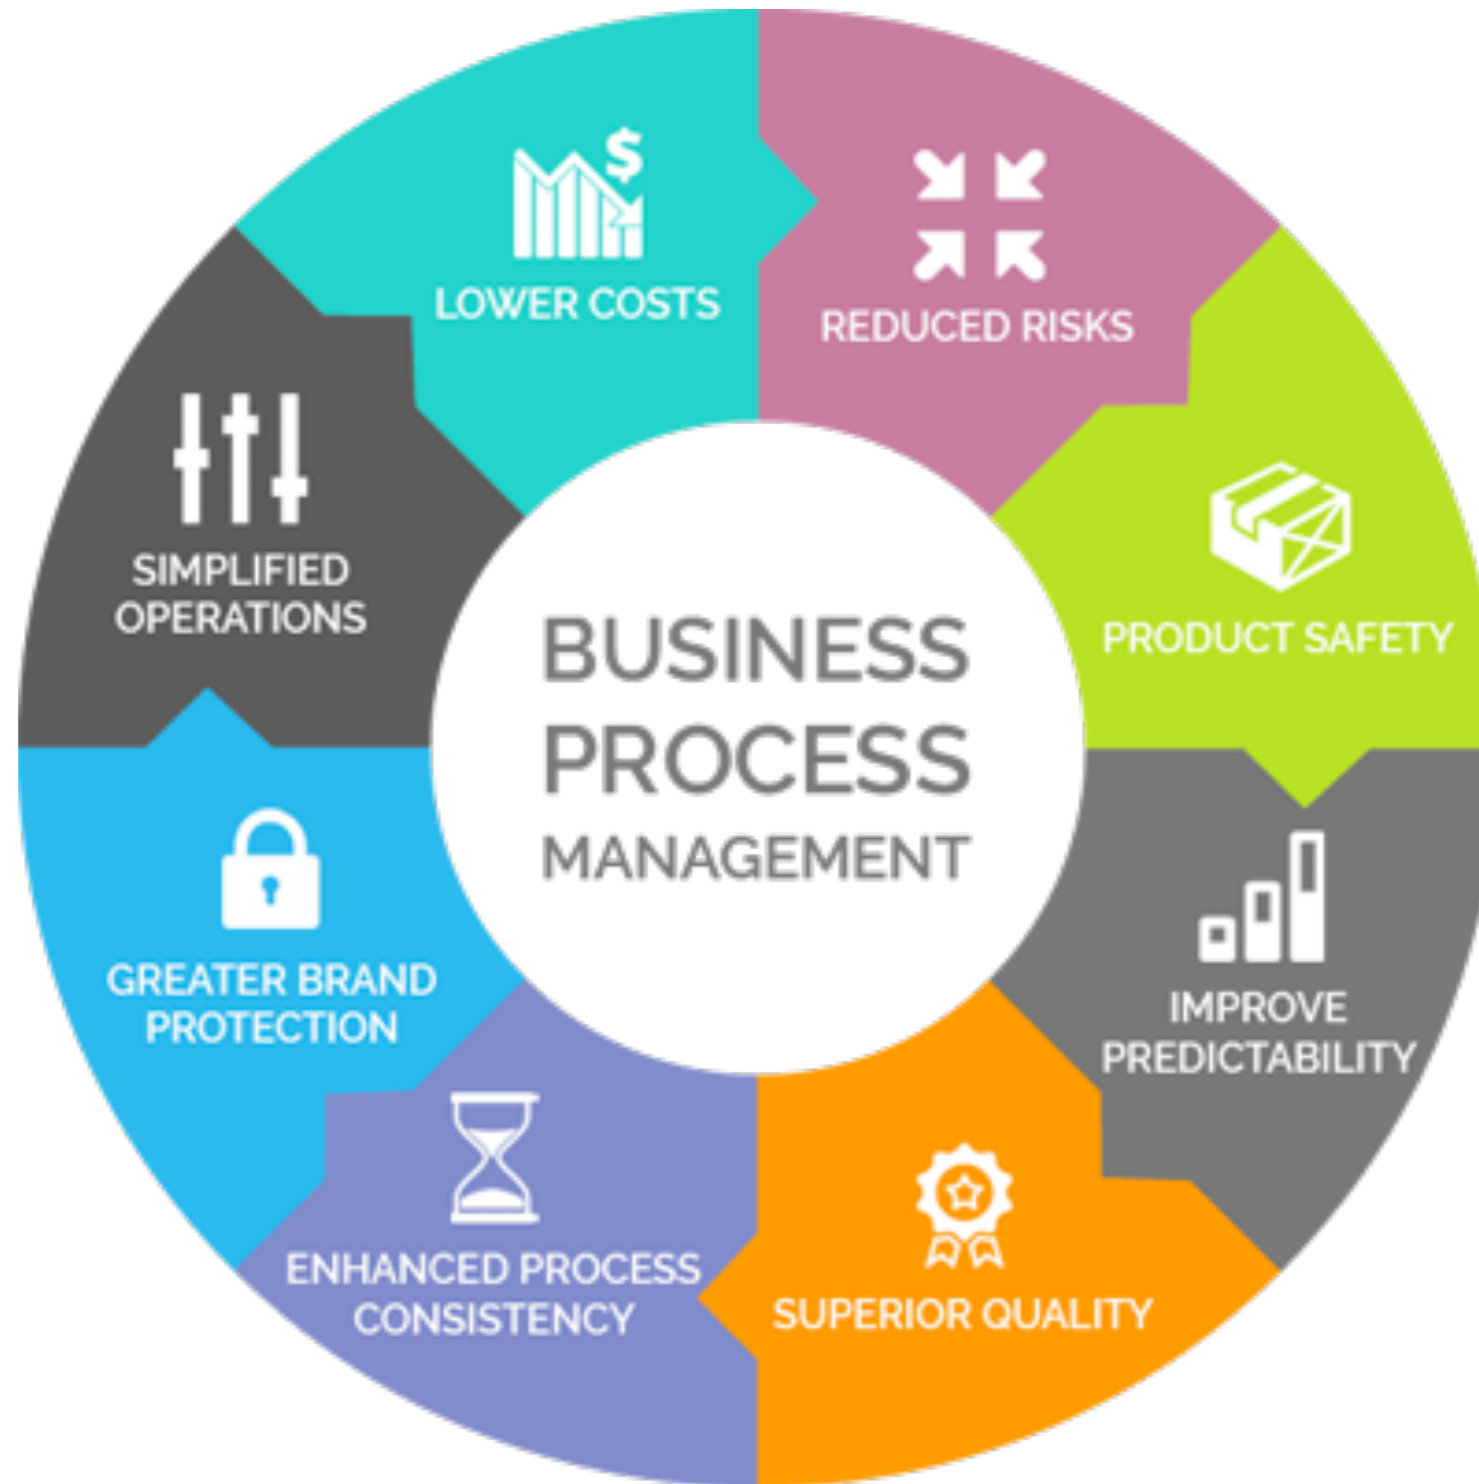 LOWER COSTS
REDUCED RISKS
PRODUCT SAFETY
IMPROVE
PREDICTABILITY
SUPERIOR QUALITY
ENHANCED PROCESS
CONSISTENCY
GREATER BRAND
PROTECTION
SIMPLIFIED
OPERATIONS
BUSINESS
PROCESS
MANAGEMENT